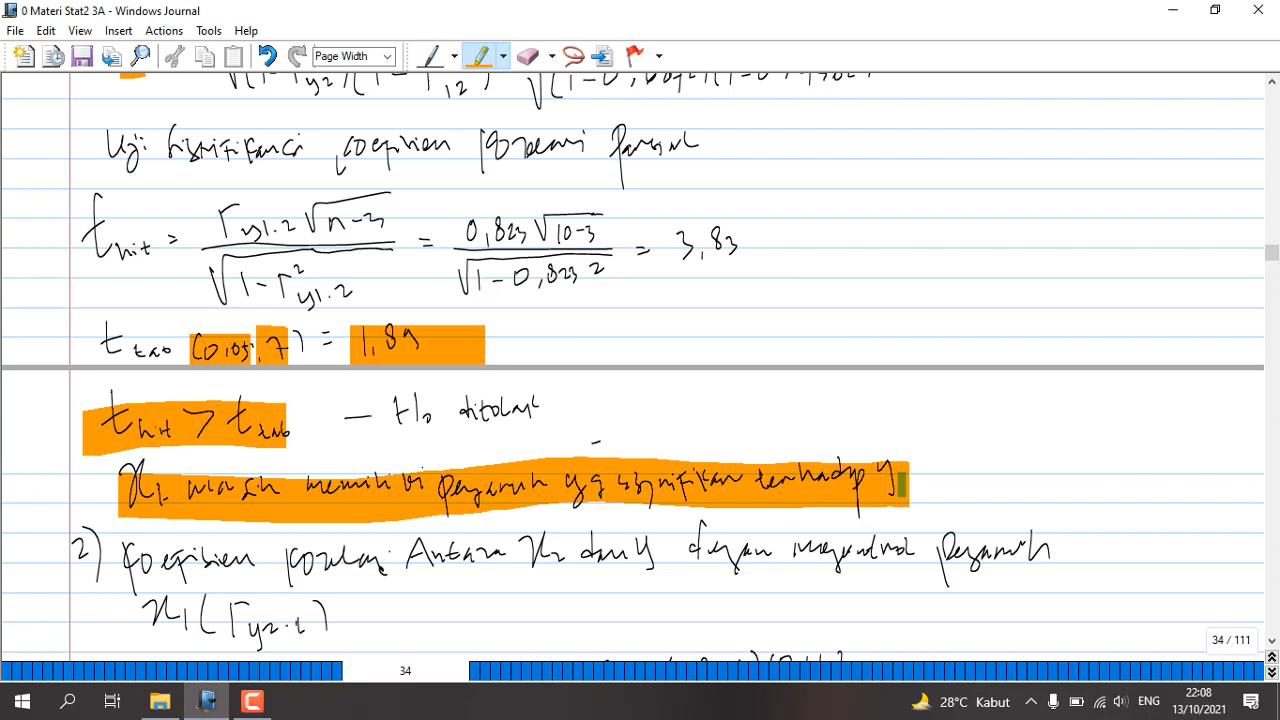 0 Materi Stat2 3A - Windows Journal
File Edit View Insert Actions Tools Help
Page Width
Uji Signifikansi koefisien korelasi Parsial
t hit = r y1.2 √n-3 / √1-r² y1.2 = 0,823 √10-3 / √1-0,823² = 3,83
t tab (0,05,7) = 1,89
t hit > t tab — H0 ditolak
X1 masih memiliki pengaruh yg signifikan terhadap Y
2) koefisien korelasi Antara X2 dan Y dengan mengontrol pengaruh
X1 (r y2.1)
34 / 111
34
28°C Kabut ENG 22:08 13/10/2021